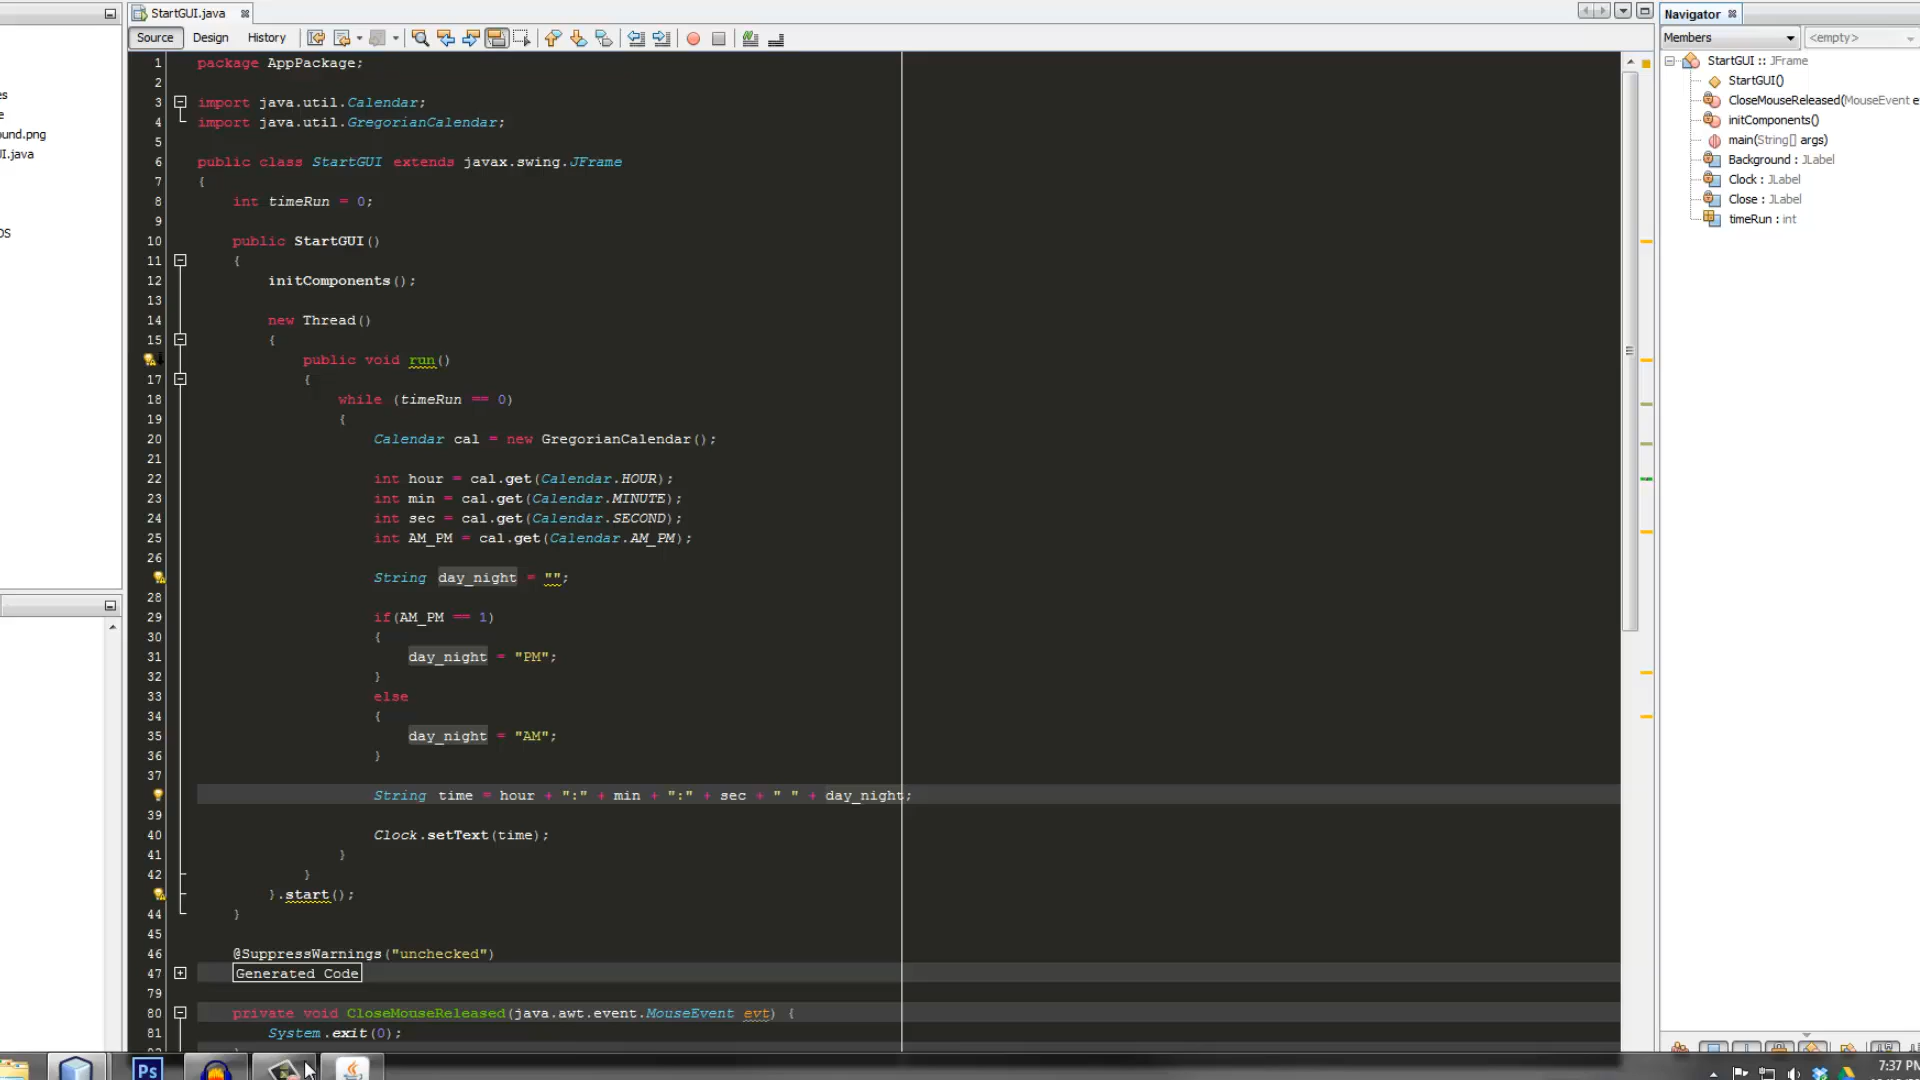 StartGUI.java
Source Design History
1 package AppPackage;
2
3 import java.util.Calendar;
4 import java.util.GregorianCalendar;
5
6 public class StartGUI extends javax.swing.JFrame
7 {
8 int timeRun = 0;
9
10 public StartGUI()
11 {
12 initComponents();
13
14 new Thread()
15 {
public void run()
17 {
18 while (timeRun == 0)
19 {
20 Calendar cal = new GregorianCalendar();
21
22 int hour = cal.get(Calendar.HOUR);
23 int min = cal.get(Calendar.MINUTE);
24 int sec = cal.get(Calendar.SECOND);
25 int AM_PM = cal.get(Calendar.AM_PM);
26
String day_night = "";
28
29 if(AM_PM == 1)
30 {
31 day_night = "PM";
32 }
33 else
34 {
35 day_night = "AM";
36 }
37
String time = hour + ":" + min + ":" + sec + " " + day_night;
39
40 Clock.setText(time);
41 }
42 }
}.start();
44 }
45
46 @SuppressWarnings("unchecked")
47 Generated Code
79
80 private void CloseMouseReleased(java.awt.event.MouseEvent evt) {
81 System.exit(0);
es
e
ound.png
UI.java
OS
Navigator
Members <empty>
StartGUI :: JFrame
StartGUI()
CloseMouseReleased(MouseEvent e
initComponents()
main(String[] args)
Background : JLabel
Clock : JLabel
Close : JLabel
timeRun : int
Ps
7:37 PM